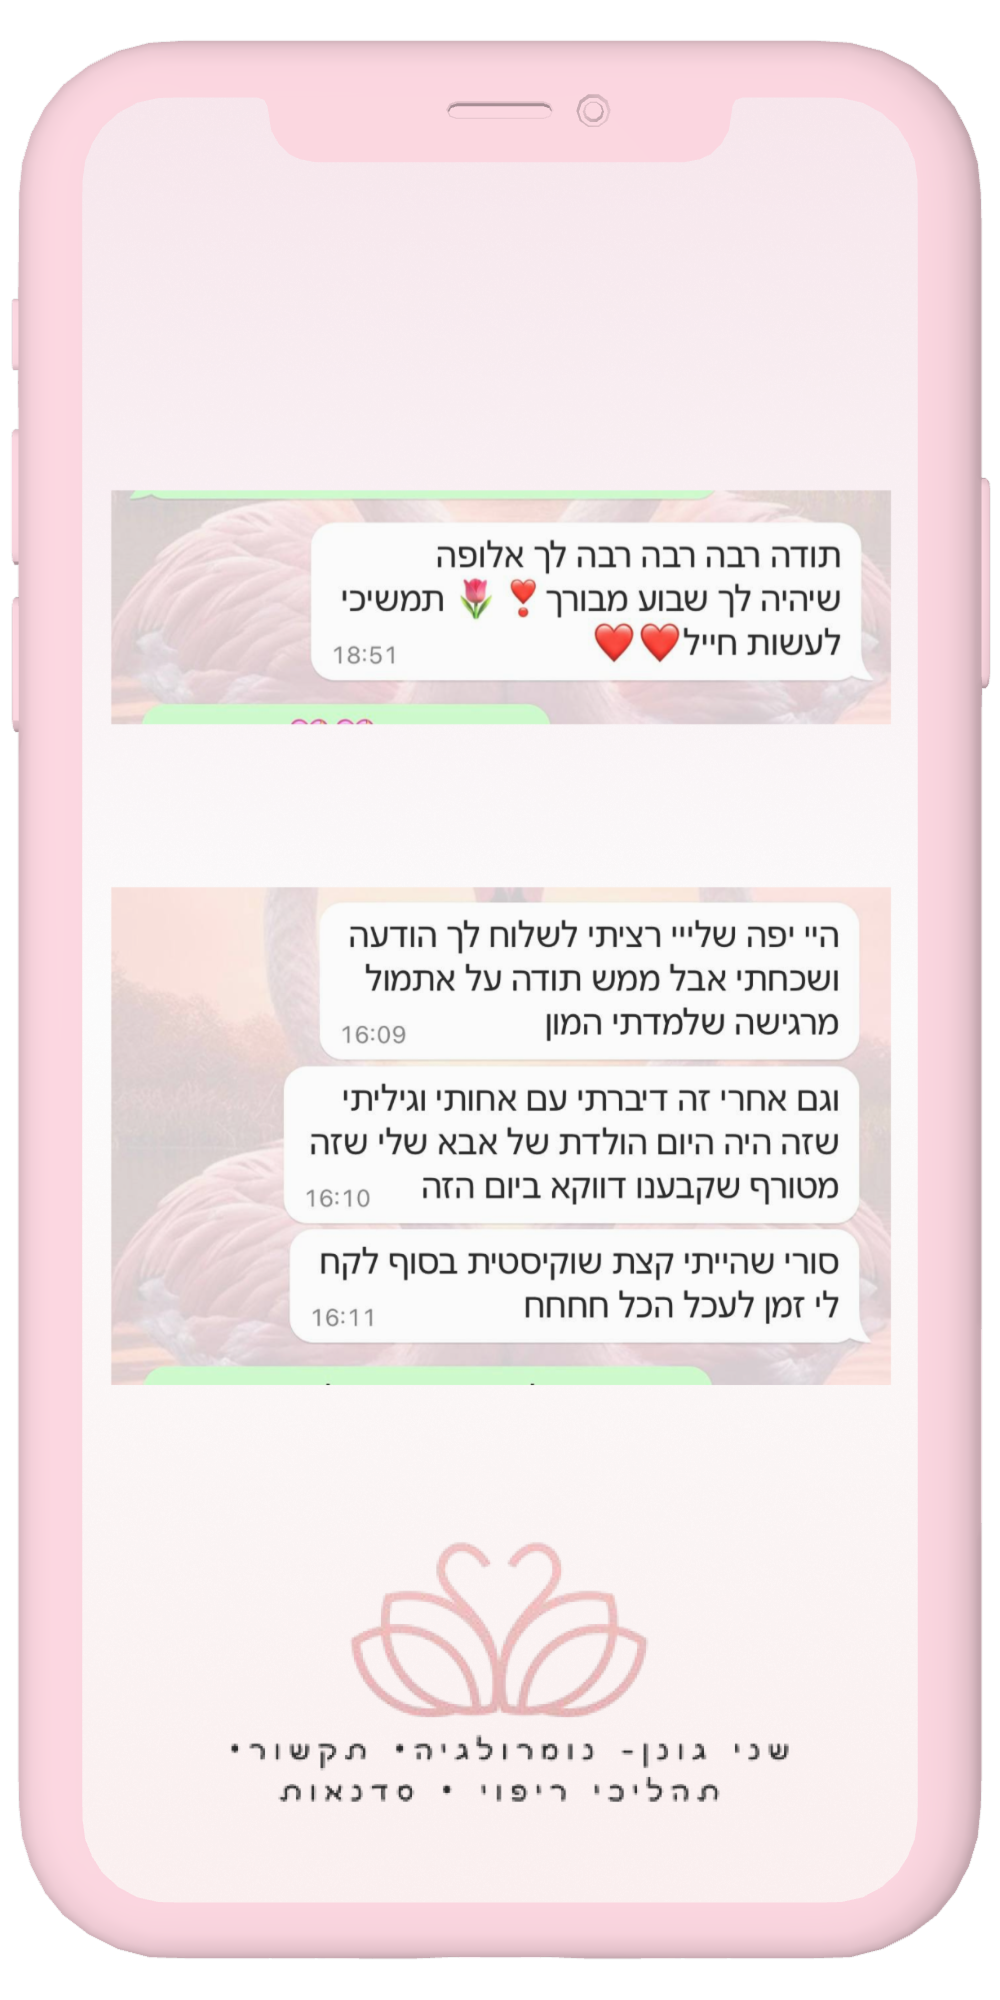 תודה רבה רבה רבה לך אלופה
שיהיה לך שבוע מבורך❣️🌷 תמשיכי
לעשות חייל❤️❤️
18:51
היי יפה שלייי רציתי לשלוח לך הודעה
ושכחתי אבל ממש תודה על אתמול
מרגישה שלמדתי המון
16:09
וגם אחרי זה דיברתי עם אחותי וגיליתי
שזה היה היום הולדת של אבא שלי שזה
מטורף שקבענו דווקא ביום הזה
16:10
סורי שהייתי קצת שוקיסטית בסוף לקח
לי זמן לעכל הכל חחחח
16:11
שני גונן- נומרולגיה• תקשור•
תהליכי ריפוי • סדנאות